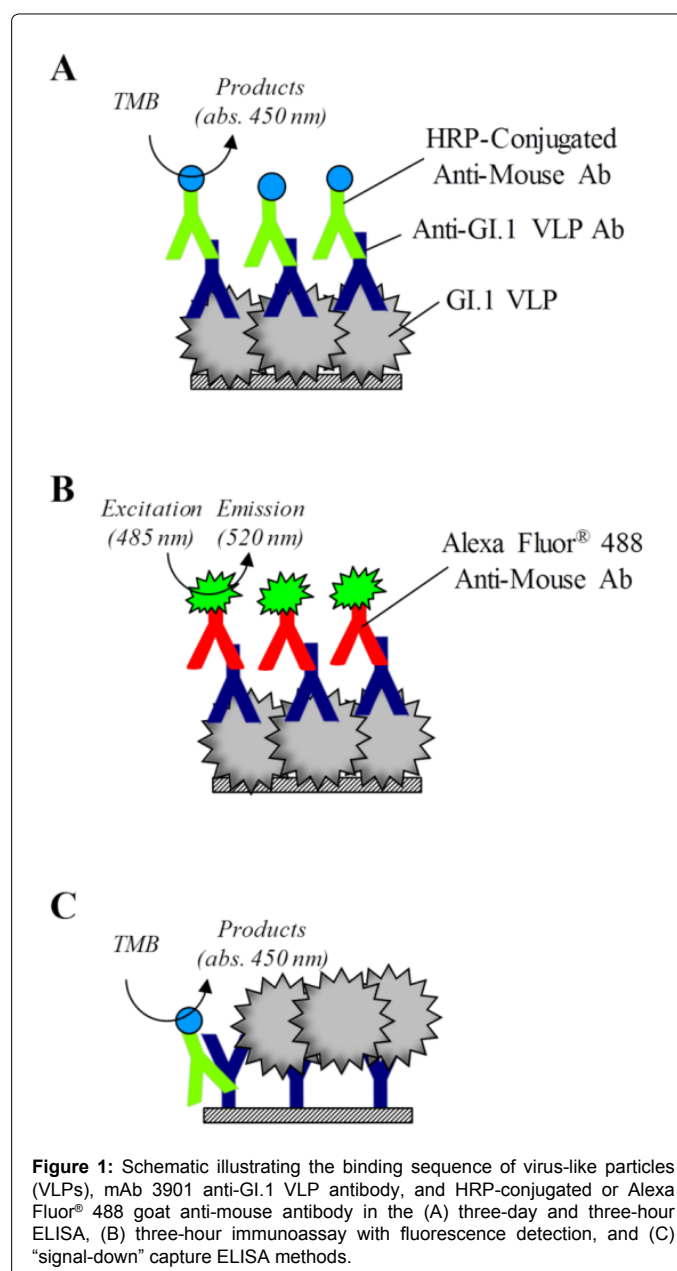 A
TMB
Products
(abs. 450 nm)
HRP-Conjugated
Anti-Mouse Ab
Anti-GI.1 VLP Ab
GI.1 VLP
B
Excitation Emission
(485 nm) (520 nm)
Alexa Fluor® 488
Anti-Mouse Ab
C
TMB
Products
(abs. 450 nm)
Figure 1: Schematic illustrating the binding sequence of virus-like particles
(VLPs), mAb 3901 anti-GI.1 VLP antibody, and HRP-conjugated or Alexa
Fluor® 488 goat anti-mouse antibody in the (A) three-day and three-hour
ELISA, (B) three-hour immunoassay with fluorescence detection, and (C)
“signal-down” capture ELISA methods.